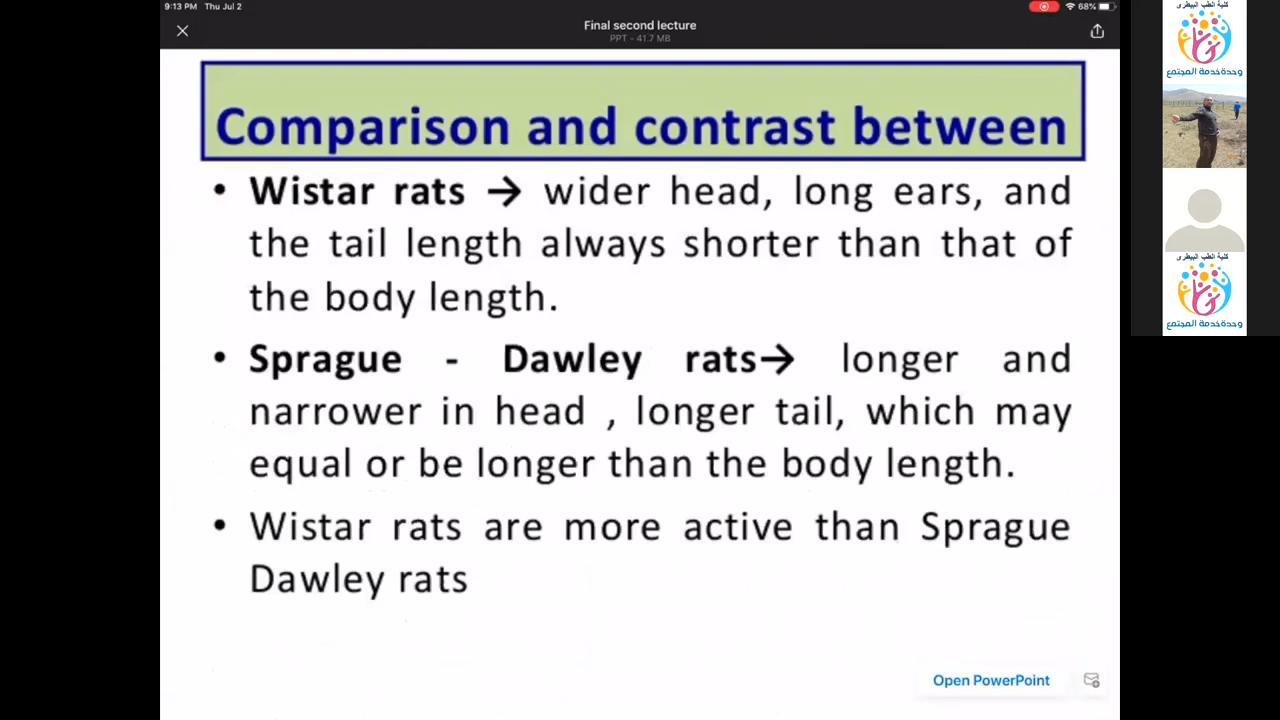 9:13 PM Thu Jul 2
68%
Final second lecture
PPT - 41.7 MB
Comparison and contrast between
• Wistar rats → wider head, long ears, and
the tail length always shorter than that of
the body length.
• Sprague - Dawley rats→ longer and
narrower in head , longer tail, which may
equal or be longer than the body length.
• Wistar rats are more active than Sprague
Dawley rats
Open PowerPoint
كلية الطب البيطرى
وحدة خدمة المجتمع
كلية الطب البيطرى
وحدة خدمة المجتمع